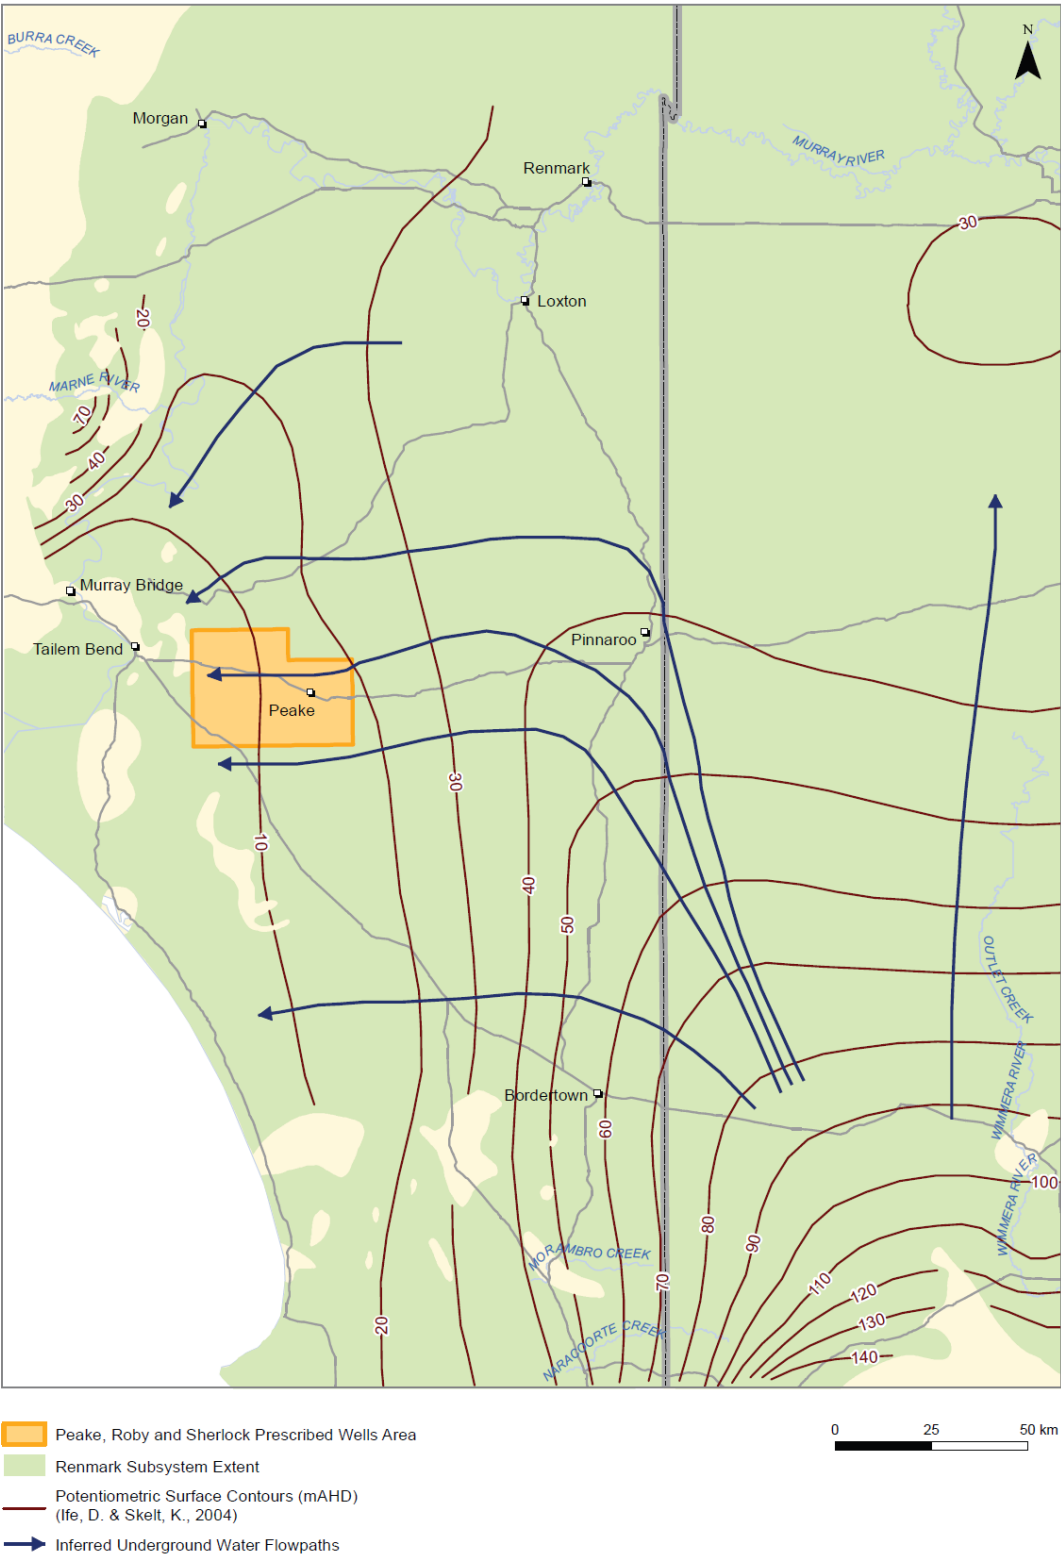 BURRA CREEK
N
Morgan
MURRAY RIVER
Renmark
30
Loxton
20
MARNE RIVER
70
40
30
Murray Bridge
Pinnaroo
Tailem Bend
Peake
30
10
40
50
OUTLET CREEK
WIMMERA RIVER
Bordertown
60
WIMMERA RIVER
100
80
90
MORAMBRO CREEK
70
110
120
20
130
NARACOORTE CREEK
140
Peake, Roby and Sherlock Prescribed Wells Area
0 25 50 km
Renmark Subsystem Extent
Potentiometric Surface Contours (mAHD)
(Ife, D. & Skelt, K., 2004)
Inferred Underground Water Flowpaths